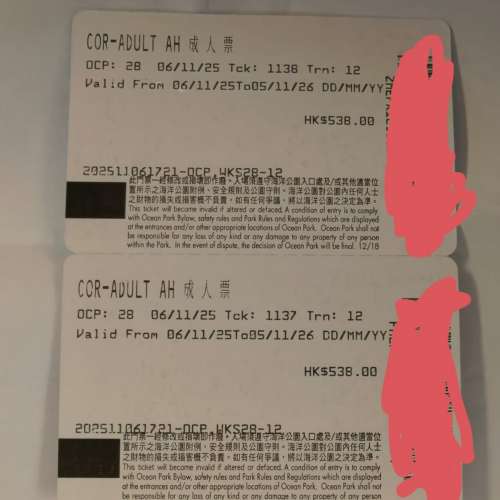 COR-ADULT AH 成人票
OCP: 28 06/11/25 Tck: 1138 Trn: 12
Valid From 06/11/25To05/11/26 DD/MM/YY
HK$538.00
202511061721-OCP WKS28-12
此門票一經修改或損壞即作廢。入場須遵守海洋公園入口處及/或其他適當位
置所示之海洋公園附例、安全規則及公園守則。海洋公園對公園內任何人士
之財物的損失或損害概不負責。如有任何爭議，將以海洋公園之決定為準。
This ticket will become invalid if altered or defaced. A condition of entry is to comply
with Ocean Park Bylaw, safety rules and Park Rules and Regulations which are displayed
at the entrances and/or other appropriate locations of Ocean Park. Ocean Park shall not
be responsible for any loss of any kind or any damage to any property of any person
within the Park. In the event of dispute, the decision of Ocean Park will be final. 12/18
COR-ADULT AH 成人票
OCP: 28 06/11/25 Tck: 1137 Trn: 12
Valid From 06/11/25To05/11/26 DD/MM/YY
HK$538.00
202511061721-OCP WKS28-12
此門票一經修改或損壞即作廢。入場須遵守海洋公園入口處及/或其他適當位
置所示之海洋公園附例、安全規則及公園守則。海洋公園對公園內任何人士
之財物的損失或損害概不負責。如有任何爭議，將以海洋公園之決定為準。
This ticket will become invalid if altered or defaced. A condition of entry is to comply
with Ocean Park Bylaw, safety rules and Park Rules and Regulations which are displayed
at the entrances and/or other appropriate locations of Ocean Park. Ocean Park shall not
be responsible for any loss of any kind or any damage to any property of any person